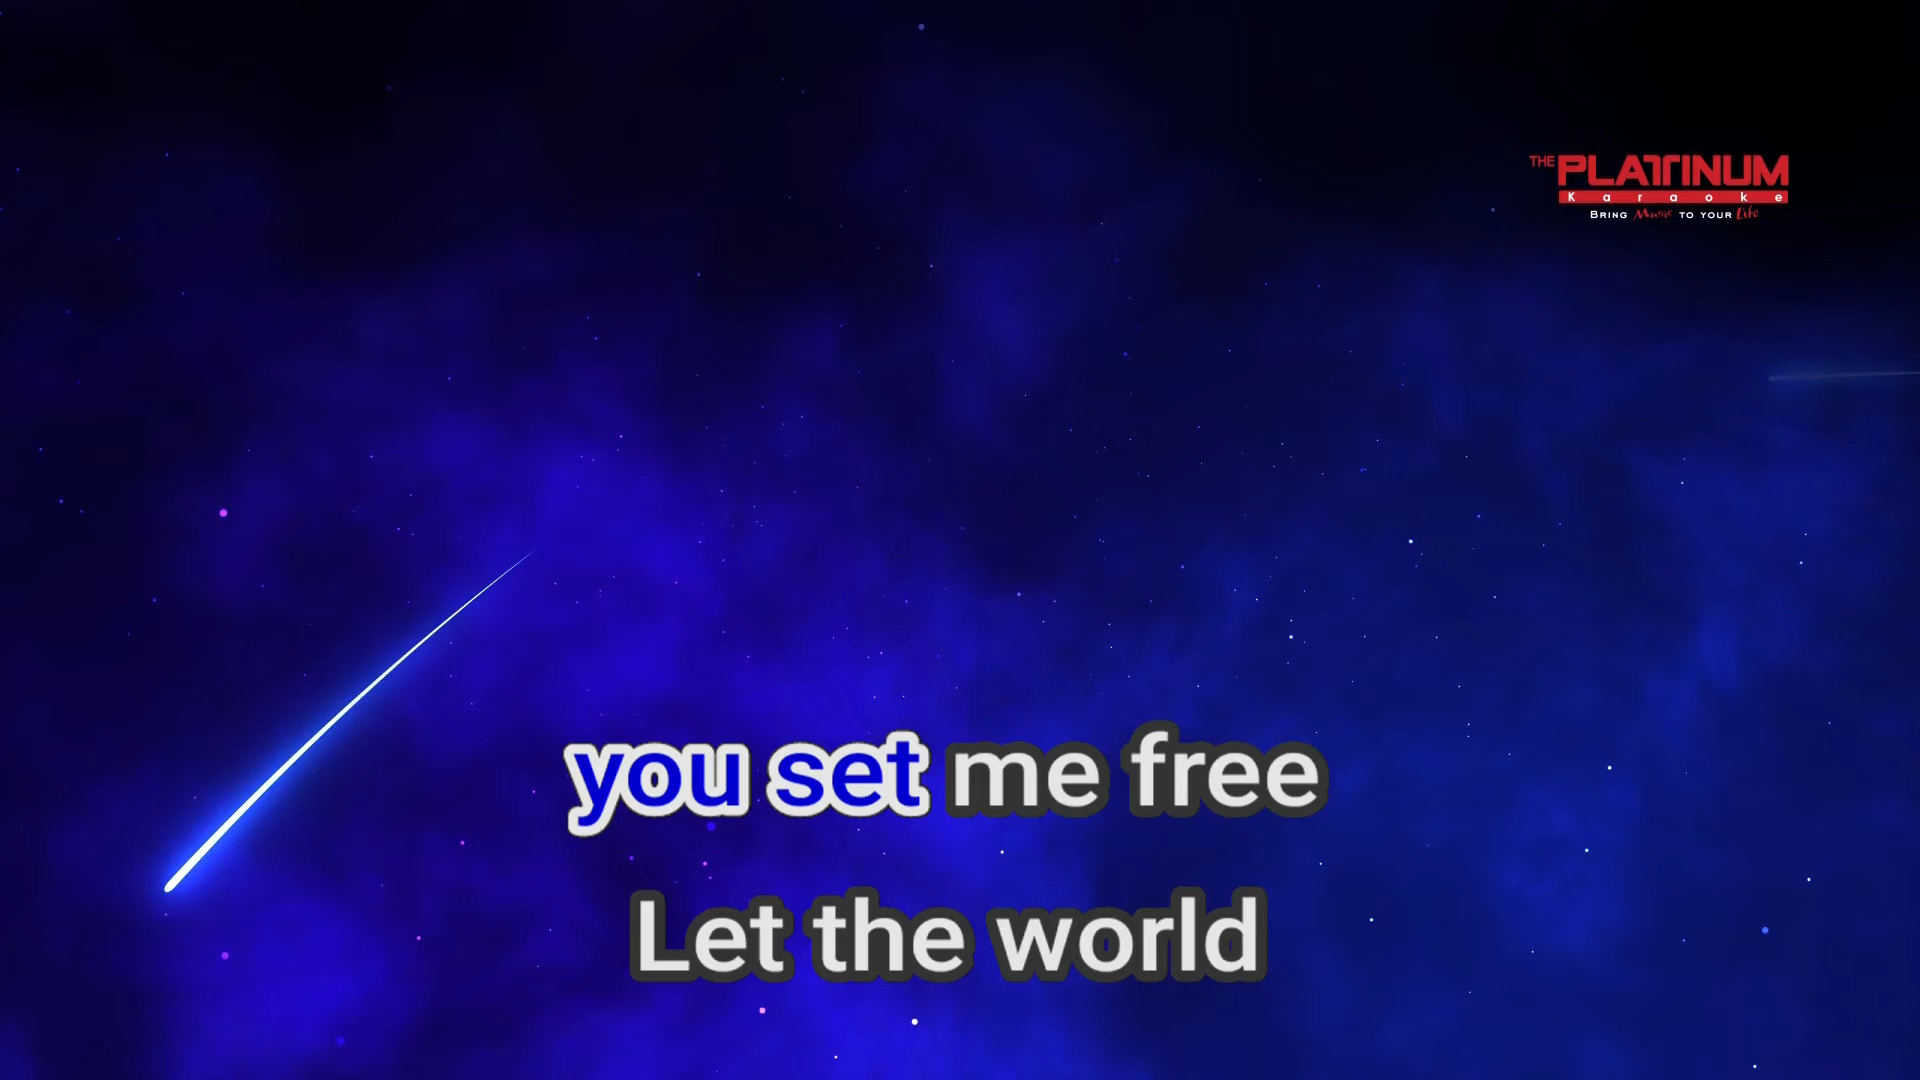 THE PLATINUM
Karaoke
BRING Music TO YOUR Life
you set me free
Let the world